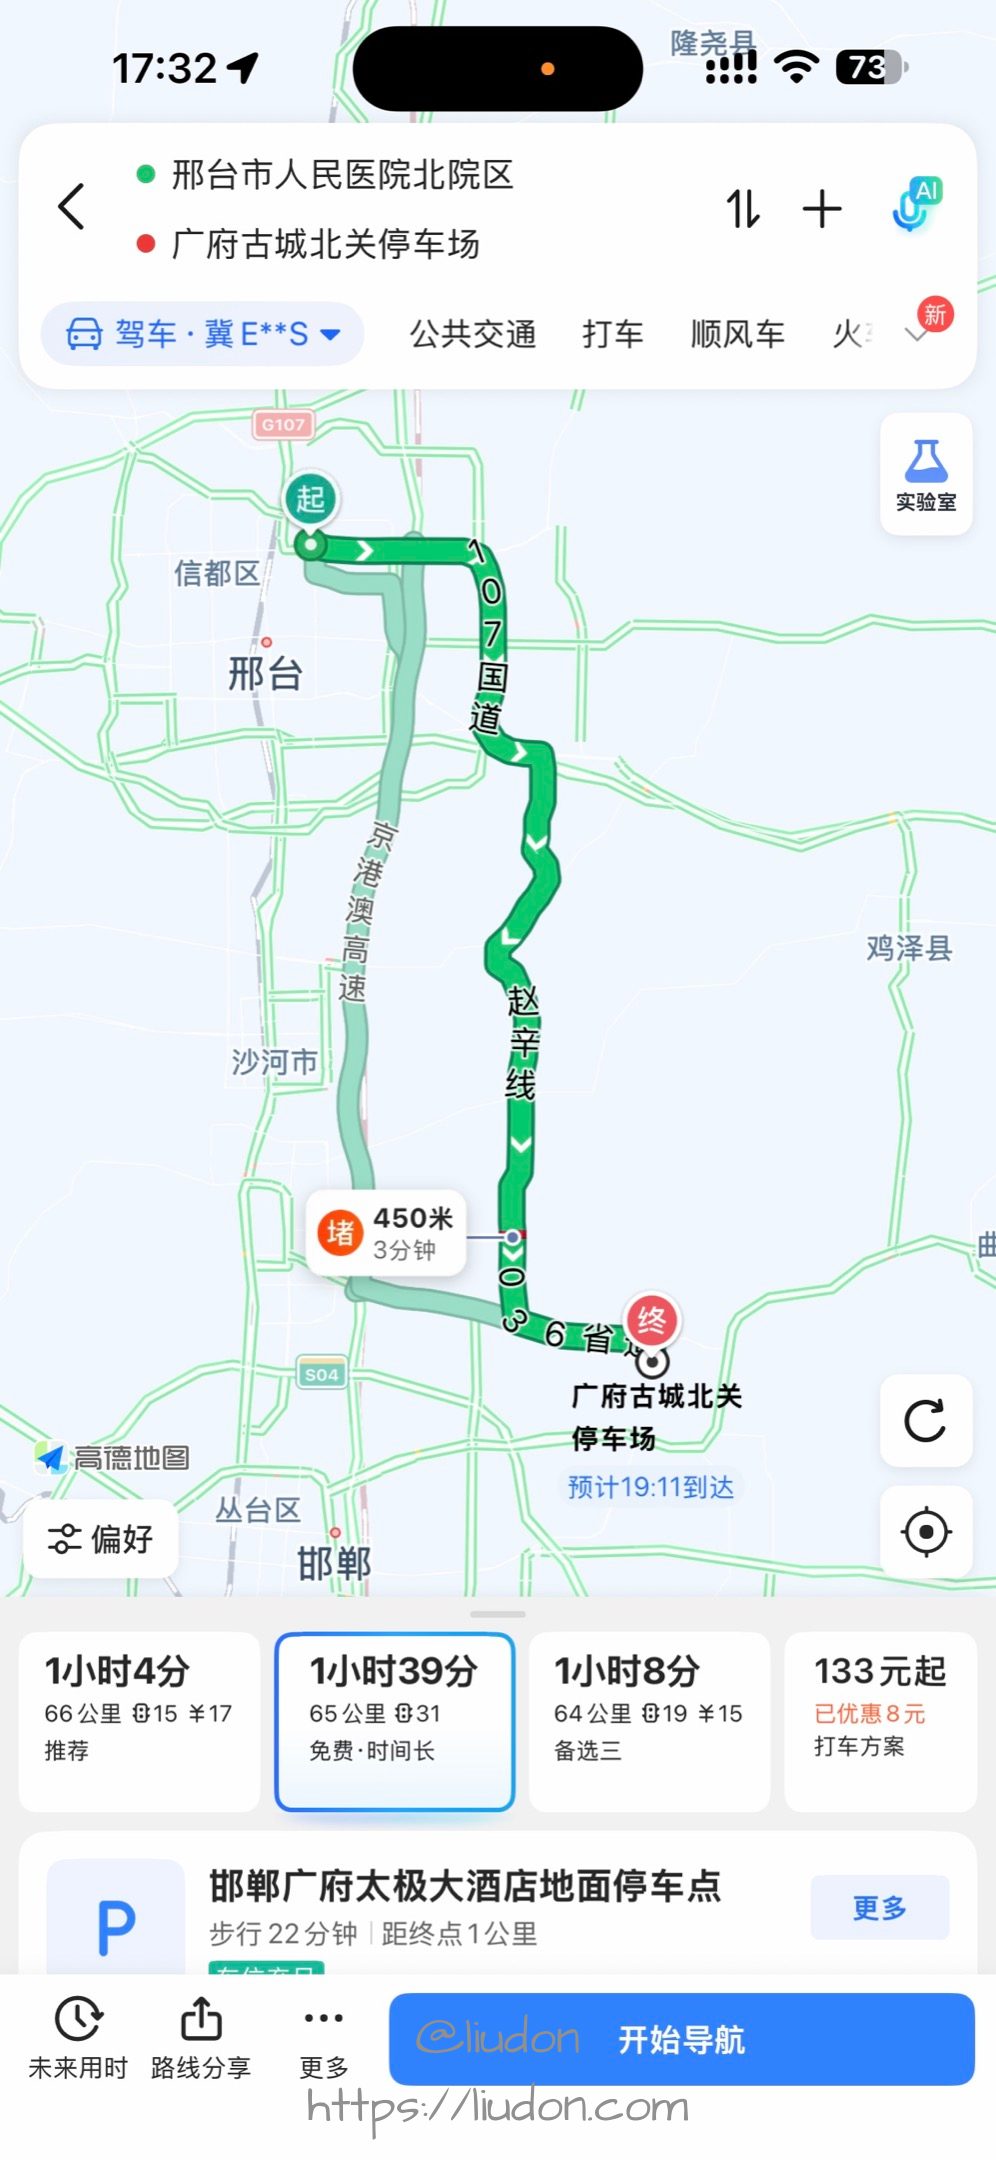 隆尧县
17:32
73
邢台市人民医院北院区
广府古城北关停车场
AI
驾车·冀E**S
公共交通
打车
顺风车
火
新
G107
实验室
起
信都区
邢台
107国道
京港澳高速
鸡泽县
赵辛线
沙河市
堵
450米
3分钟
曲
036省道
终
S04
广府古城北关
停车场
预计19:11到达
高德地图
丛台区
邯郸
偏好
1小时4分
66公里 15 ¥17
推荐
1小时39分
65公里 31
免费·时间长
1小时8分
64公里 19 ¥15
备选三
133元起
已优惠8元
打车方案
P
邯郸广府太极大酒店地面停车点
步行22分钟 | 距终点1公里
更多
未来用时
路线分享
更多
@liudon
开始导航
https://liudon.com